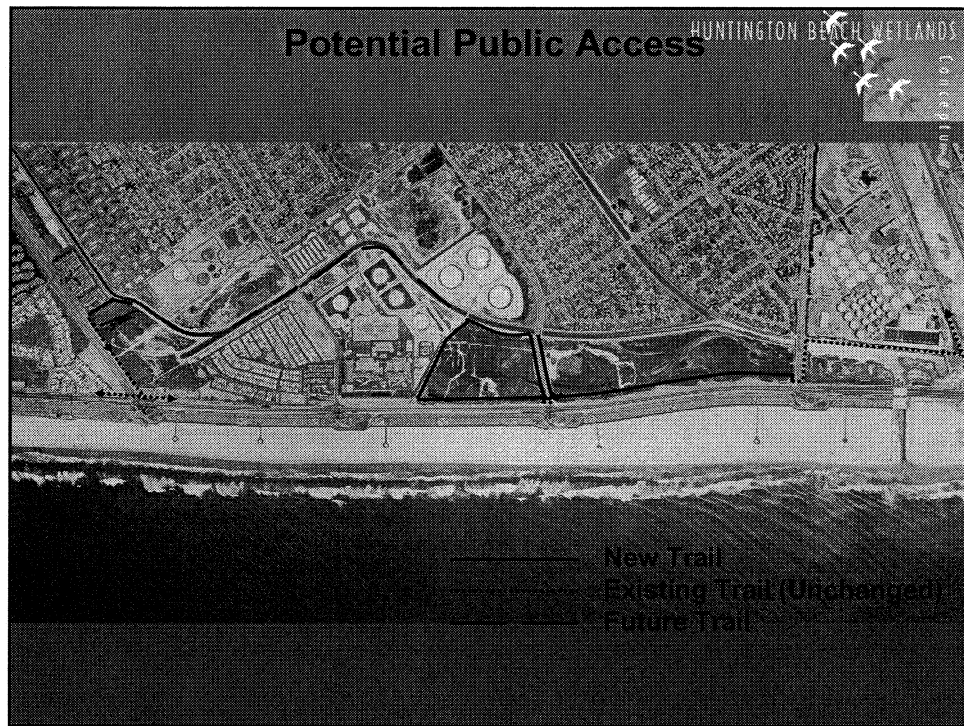 Potential Public Access
HUNTINGTON BEACH WETLANDS
New Trail
Existing Trail (Unchanged)
Future Trail